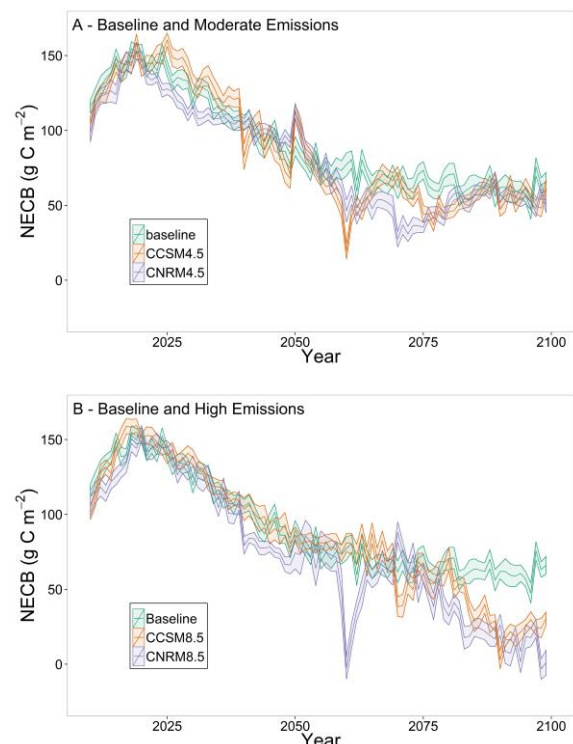 A - Baseline and Moderate Emissions
150
100
50
0
NECB (g C m⁻²)
baseline
CCSM4.5
CNRM4.5
2025
2050
2075
2100
Year
B - Baseline and High Emissions
150
100
50
0
NECB (g C m⁻²)
Baseline
CCSM8.5
CNRM8.5
2025
2050
2075
2100
Year